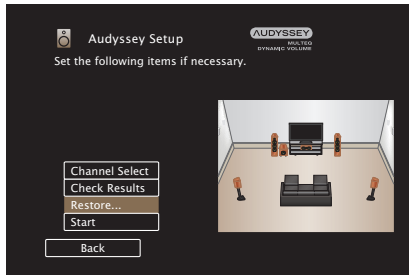 Audyssey Setup
AUDYSSEY
MULTEQ
DYNAMIC VOLUME
Set the following items if necessary.
Channel Select
Check Results
Restore...
Start
Back